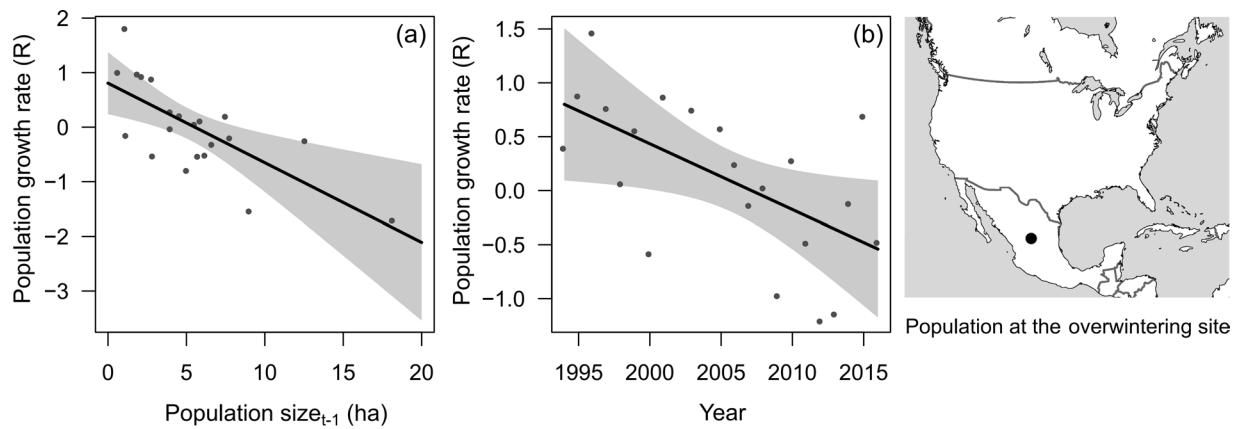 (a)
Population growth rate (R)
2
1
0
−1
−2
−3
0 5 10 15 20
Population size t-1 (ha)
(b)
Population growth rate (R)
1.5
1.0
0.5
0.0
−0.5
−1.0
1995 2000 2005 2010 2015
Year
Population at the overwintering site